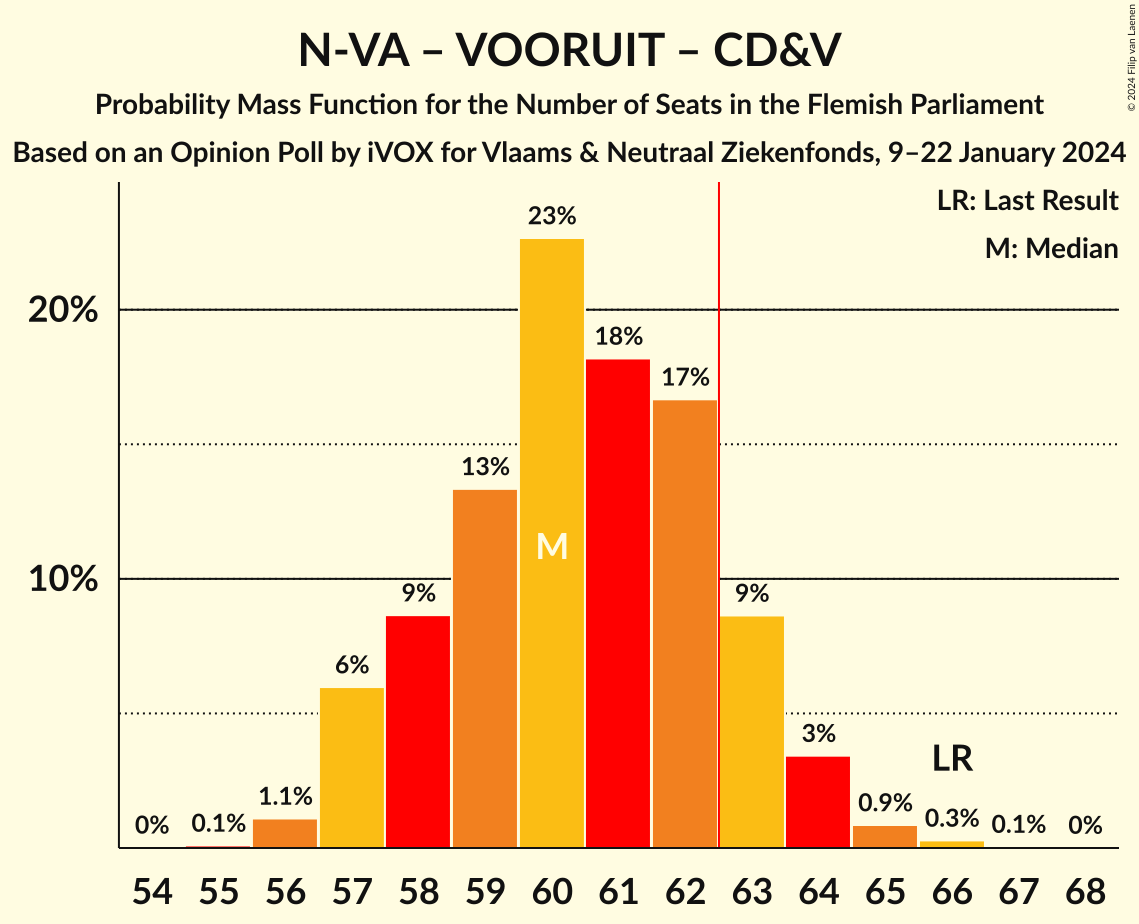 N-VA – VOORUIT – CD&V
Probability Mass Function for the Number of Seats in the Flemish Parliament
Based on an Opinion Poll by iVOX for Vlaams & Neutraal Ziekenfonds, 9–22 January 2024
© 2024 Filip van Laenen
LR: Last Result
M: Median
20%
10%
0% 0.1% 1.1% 6% 9% 13% 23% 18% 17% 9% 3% 0.9% 0.3% 0.1% 0%
M
LR
54 55 56 57 58 59 60 61 62 63 64 65 66 67 68